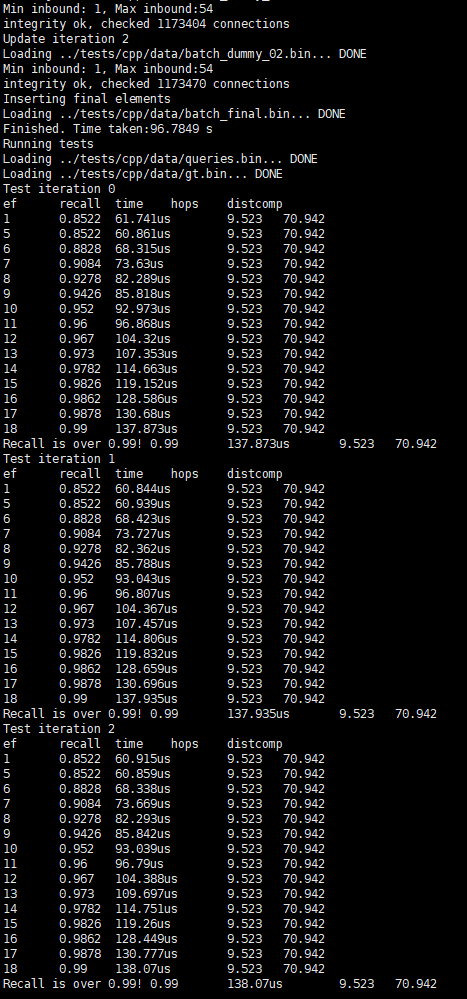 Min inbound: 1, Max inbound:54
integrity ok, checked 1173404 connections
Update iteration 2
Loading ../tests/cpp/data/batch_dummy_02.bin... DONE
Min inbound: 1, Max inbound:54
integrity ok, checked 1173470 connections
Inserting final elements
Loading ../tests/cpp/data/batch_final.bin... DONE
Finished. Time taken:96.7849 s
Running tests
Loading ../tests/cpp/data/queries.bin... DONE
Loading ../tests/cpp/data/gt.bin... DONE
Test iteration 0
ef recall time hops distcomp
1 0.8522 61.741us 9.523 70.942
5 0.8522 60.861us 9.523 70.942
6 0.8828 68.315us 9.523 70.942
7 0.9084 73.63us 9.523 70.942
8 0.9278 82.289us 9.523 70.942
9 0.9426 85.818us 9.523 70.942
10 0.952 92.973us 9.523 70.942
11 0.96 96.868us 9.523 70.942
12 0.967 104.32us 9.523 70.942
13 0.973 107.353us 9.523 70.942
14 0.9782 114.663us 9.523 70.942
15 0.9826 119.152us 9.523 70.942
16 0.9862 128.586us 9.523 70.942
17 0.9878 130.68us 9.523 70.942
18 0.99 137.873us 9.523 70.942
Recall is over 0.99! 0.99 137.873us 9.523 70.942
Test iteration 1
ef recall time hops distcomp
1 0.8522 60.844us 9.523 70.942
5 0.8522 60.939us 9.523 70.942
6 0.8828 68.423us 9.523 70.942
7 0.9084 73.727us 9.523 70.942
8 0.9278 82.362us 9.523 70.942
9 0.9426 85.788us 9.523 70.942
10 0.952 93.043us 9.523 70.942
11 0.96 96.807us 9.523 70.942
12 0.967 104.367us 9.523 70.942
13 0.973 107.457us 9.523 70.942
14 0.9782 114.806us 9.523 70.942
15 0.9826 119.832us 9.523 70.942
16 0.9862 128.659us 9.523 70.942
17 0.9878 130.696us 9.523 70.942
18 0.99 137.935us 9.523 70.942
Recall is over 0.99! 0.99 137.935us 9.523 70.942
Test iteration 2
ef recall time hops distcomp
1 0.8522 60.915us 9.523 70.942
5 0.8522 60.859us 9.523 70.942
6 0.8828 68.338us 9.523 70.942
7 0.9084 73.669us 9.523 70.942
8 0.9278 82.293us 9.523 70.942
9 0.9426 85.842us 9.523 70.942
10 0.952 93.039us 9.523 70.942
11 0.96 96.79us 9.523 70.942
12 0.967 104.388us 9.523 70.942
13 0.973 109.697us 9.523 70.942
14 0.9782 114.751us 9.523 70.942
15 0.9826 119.26us 9.523 70.942
16 0.9862 128.449us 9.523 70.942
17 0.9878 130.777us 9.523 70.942
18 0.99 138.07us 9.523 70.942
Recall is over 0.99! 0.99 138.07us 9.523 70.942